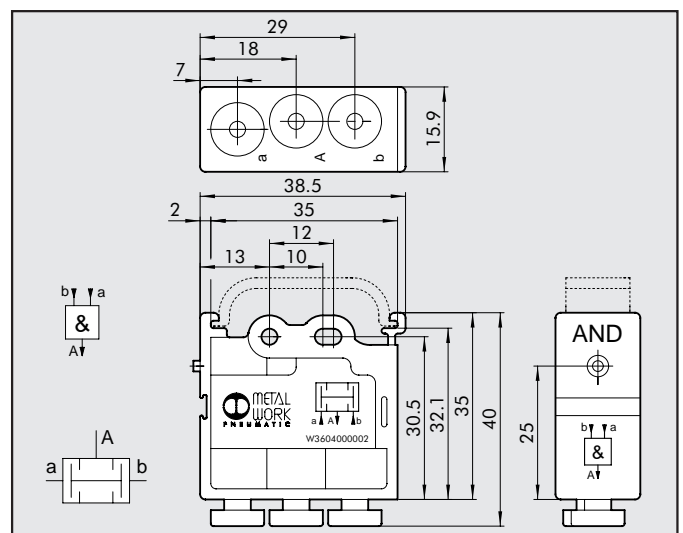 29
18
7
15.9
a A b
38.5
2 35
12
13 10
b a
&
A
METAL
WORK
PNEUMATIC
a A b
W3604000002
30.5
32.1
35
40
A
a b
AND
25
b a
&
A